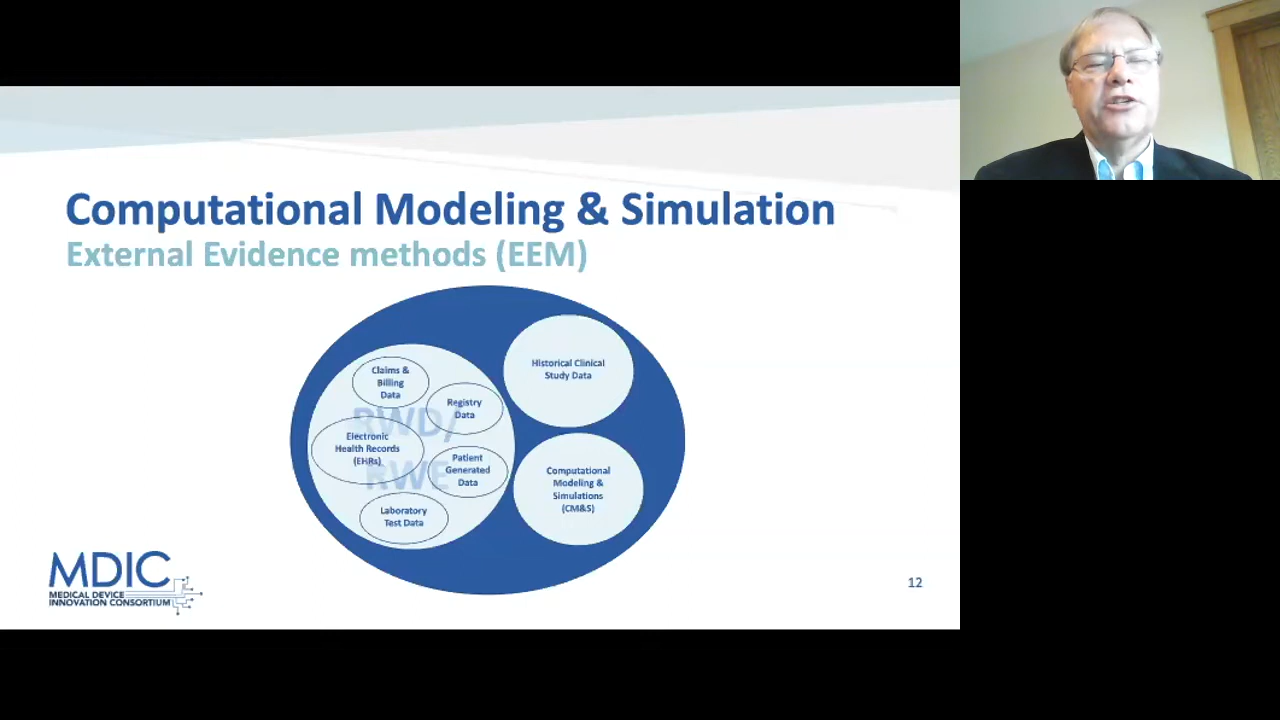 Computational Modeling & Simulation
External Evidence methods (EEM)
Claims &
Billing
Data
Registry
Data
RWD/
RWE
Electronic
Health Records
(EHRs)
Patient
Generated
Data
Laboratory
Test Data
Historical Clinical
Study Data
Computational
Modeling &
Simulations
(CM&S)
MDIC
MEDICAL DEVICE
INNOVATION CONSORTIUM
12